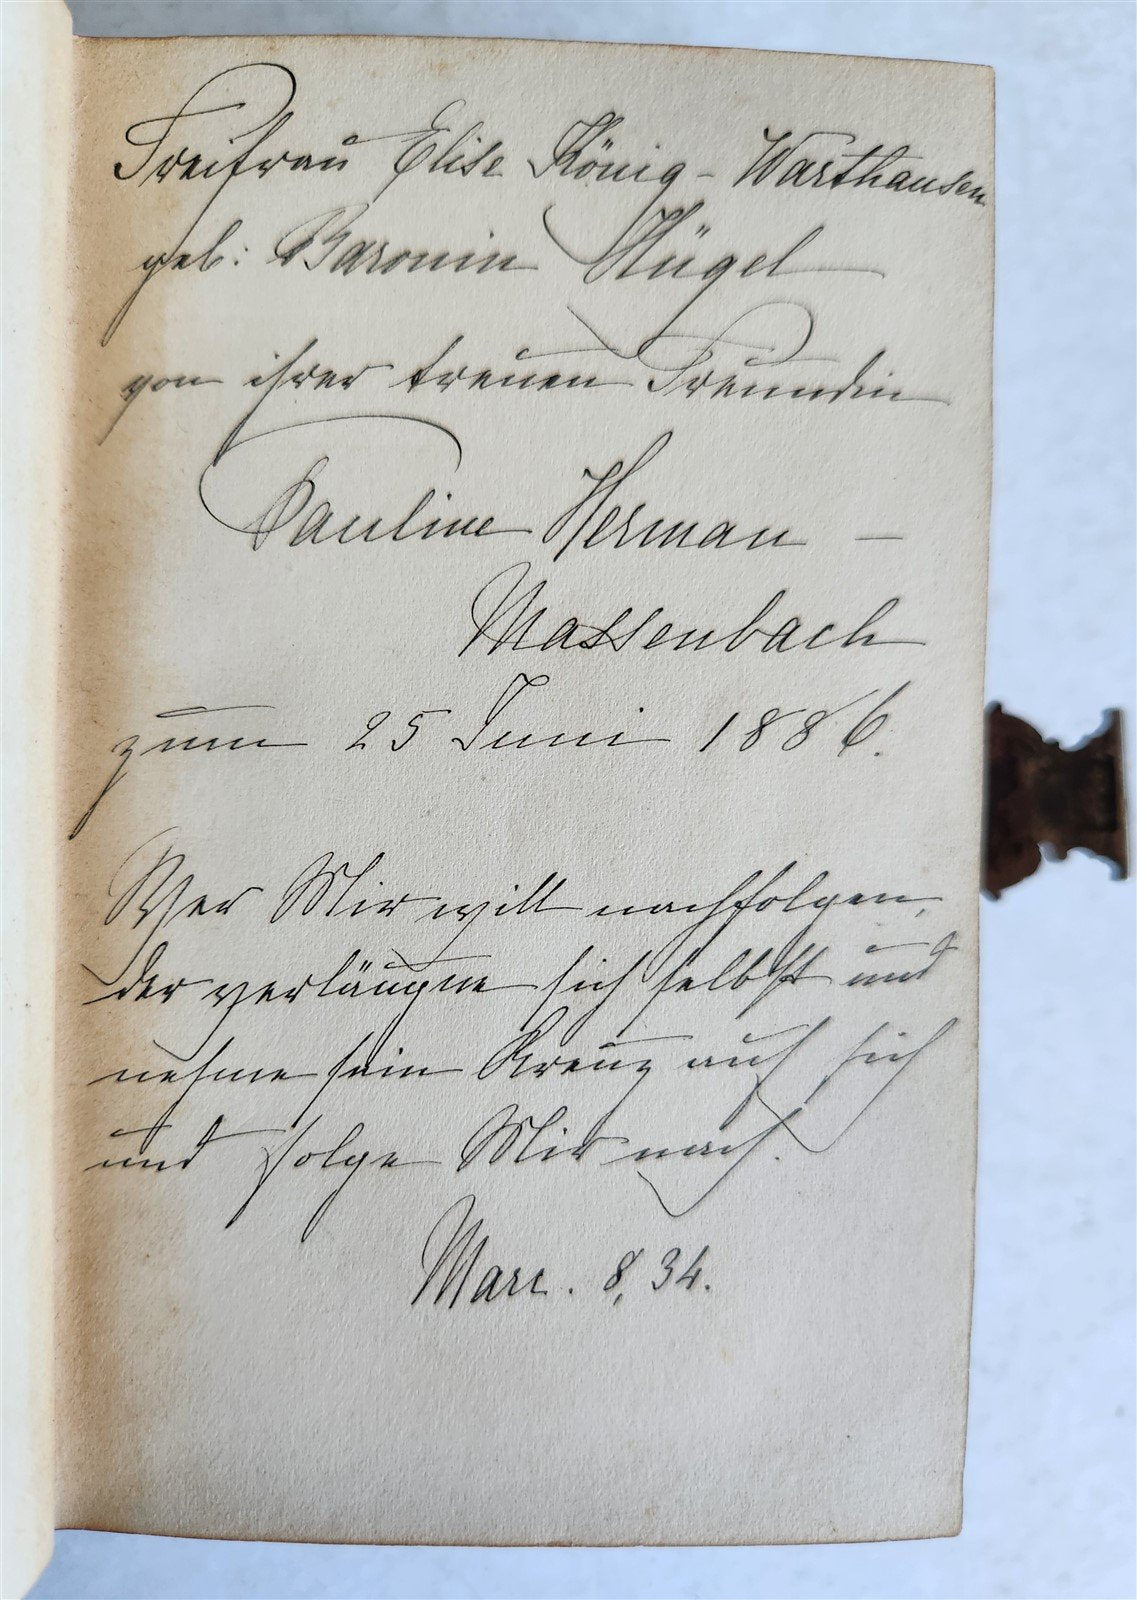 Freifrau Elise König - Warthausen
geb: Baronin Hügel
von ihrer treuen Freundin
Pauline Herman -
Massenbach
zum 25 Juni 1886.
Wer Mir will nachfolgen,
der verläugne sich selbst und
nehme sein Kreuz auf sich
und folge Mir nach.
Marc. 8, 34.